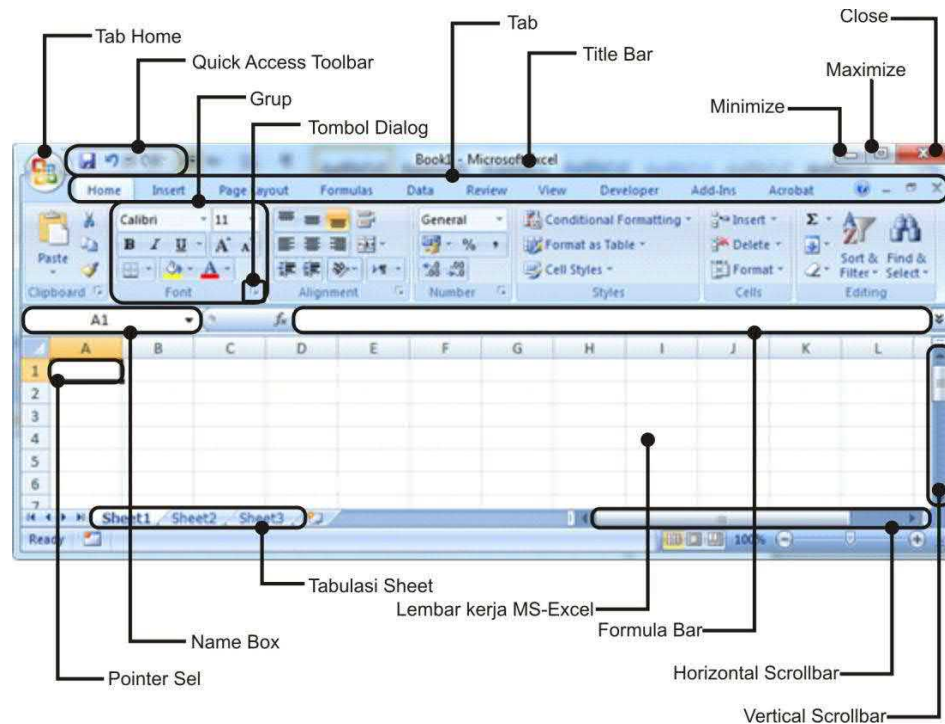 Close
Tab
Tab Home
Title Bar
Quick Access Toolbar
Maximize
Grup
Minimize
Tombol Dialog
Book1 - Microsoft Excel
Home Insert Page Layout Formulas Data Review View Developer Add-Ins Acrobat
Calibri 11 General Conditional Formatting Insert Σ
B I U A A % , Format as Table Delete
Paste Cell Styles Format Sort & Filter Find & Select
Clipboard Font Alignment Number Styles Cells Editing
A1 fx
A B C D E F G H I J K L
1
2
3
4
5
6
7
Sheet1 Sheet2 Sheet3
Ready 100%
Tabulasi Sheet
Lembar kerja MS-Excel
Formula Bar
Name Box
Pointer Sel
Horizontal Scrollbar
Vertical Scrollbar